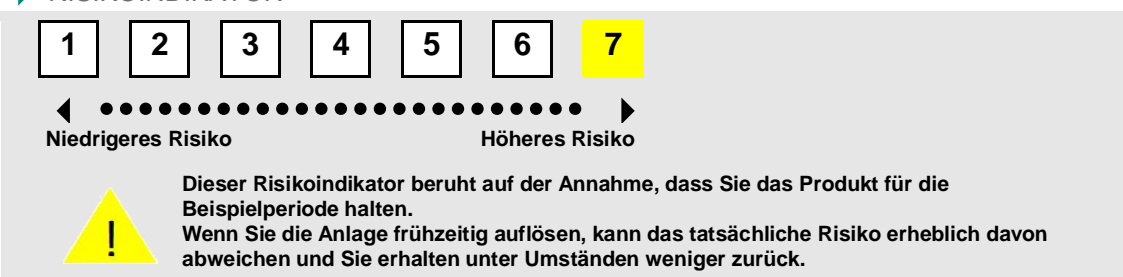 RISIKOINDIKATOR
1 2 3 4 5 6 7
Niedrigeres Risiko Höheres Risiko
Dieser Risikoindikator beruht auf der Annahme, dass Sie das Produkt für die
Beispielperiode halten.
Wenn Sie die Anlage frühzeitig auflösen, kann das tatsächliche Risiko erheblich davon
abweichen und Sie erhalten unter Umständen weniger zurück.
!